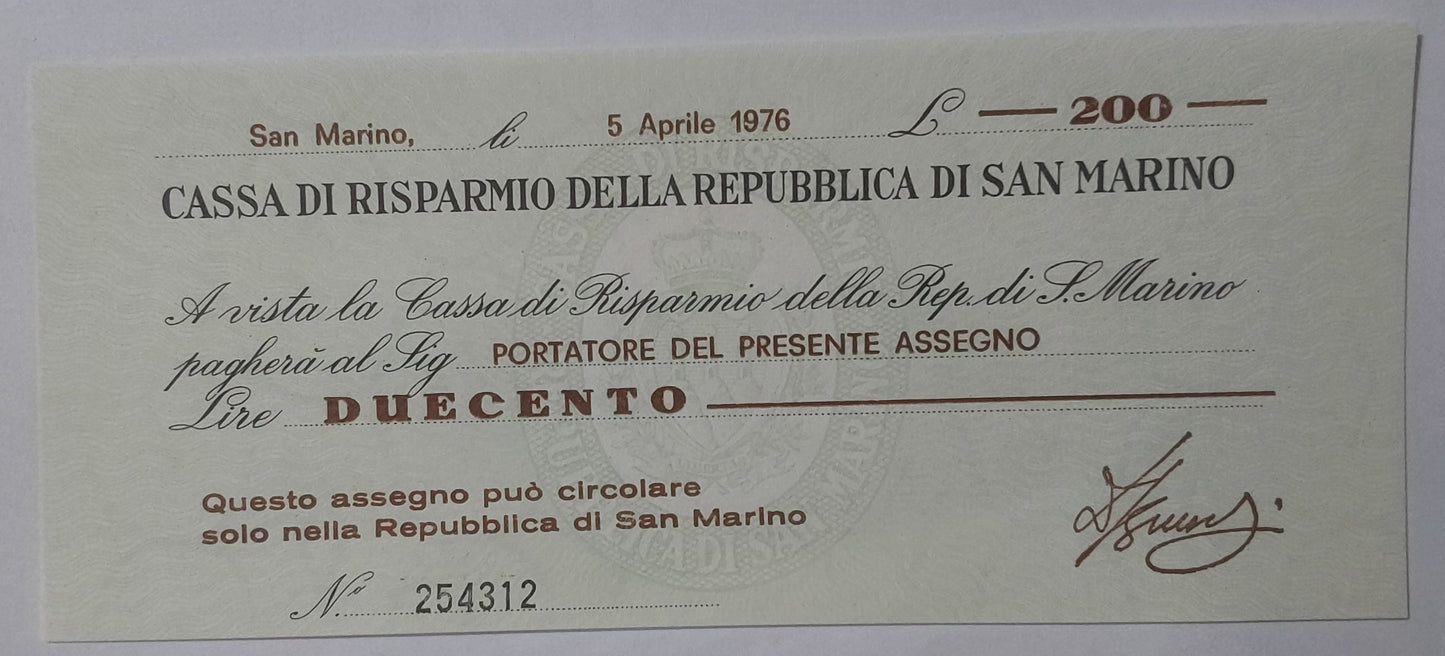 San Marino, li 5 Aprile 1976 £ 200
CASSA DI RISPARMIO DELLA REPUBBLICA DI SAN MARINO
A vista la Cassa di Risparmio della Rep. di S. Marino
pagherà al Sig. PORTATORE DEL PRESENTE ASSEGNO
Lire DUECENTO
Questo assegno può circolare
solo nella Repubblica di San Marino
N° 254312